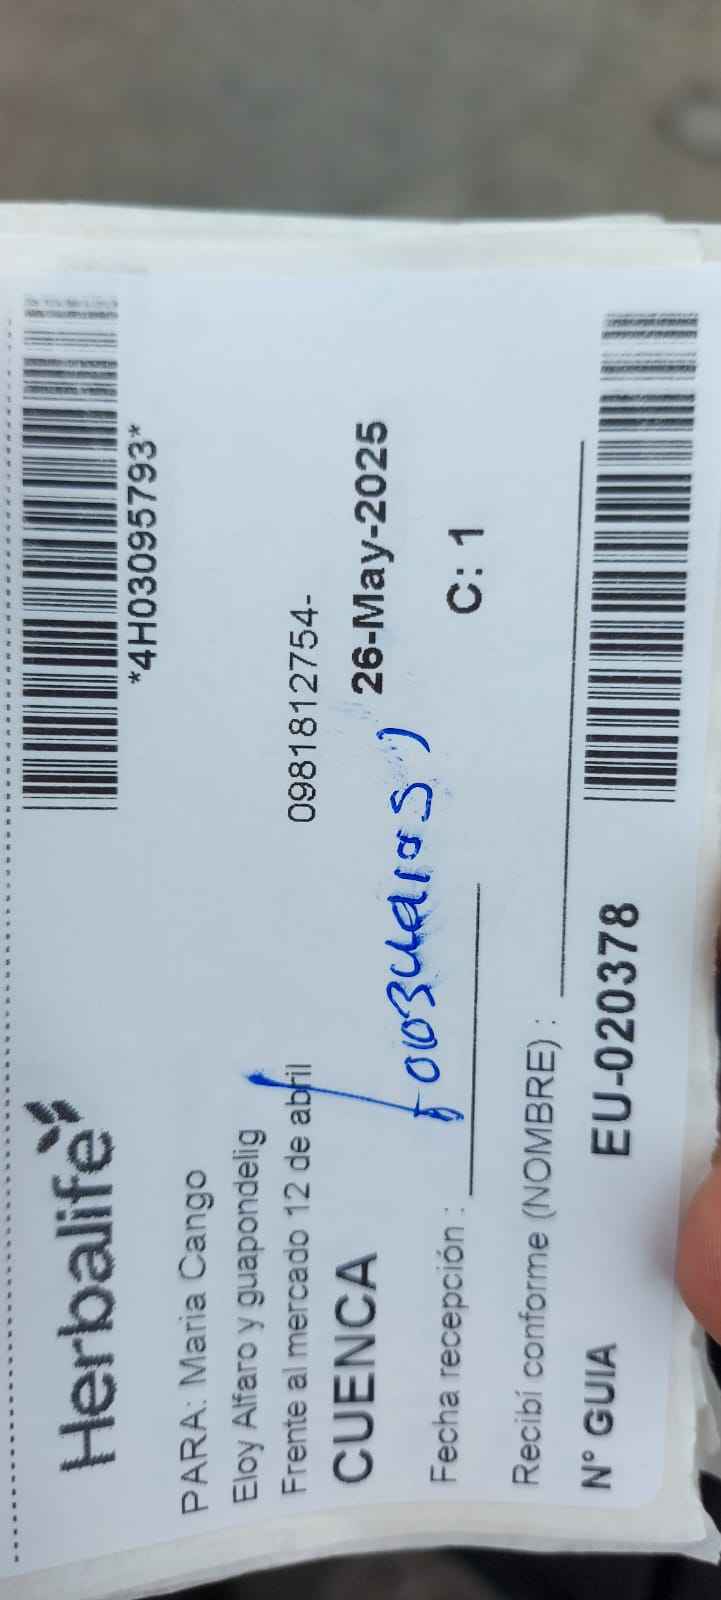 Herbalife
*4H03095793*
PARA: Maria Cango
Eloy Alfaro y guapondelig
Frente al mercado 12 de abril
0981812754-
CUENCA
26-May-2025
Fecha recepción :
C: 1
Recibí conforme (NOMBRE) :
N° GUIA
EU-020378